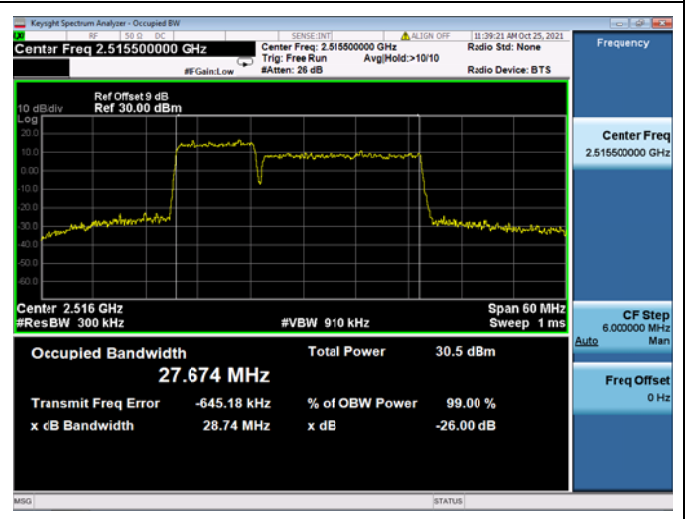 Keysight Spectrum Analyzer - Occupied BW
RF 50 Ω DC SENSE:INT ALIGN OFF 11:39:21 AM Oct 25, 2021
Center Freq 2.515500000 GHz Center Freq: 2.515500000 GHz Radio Std: None
Trig: Free Run Avg|Hold:>10/10
#IFGain:Low #Atten: 26 dB Radio Device: BTS
Frequency
Ref Offset 9 dB
10 dB/div Ref 30.00 dBm
Log
20.0
10.0
0.00
-10.0
-20.0
-30.0
-40.0
-50.0
-60.0
Center 2.516 GHz Span 60 MHz
#Res BW 300 kHz #VBW 910 kHz Sweep 1 ms
Occupied Bandwidth Total Power 30.5 dBm
27.674 MHz
Transmit Freq Error -645.18 kHz % of OBW Power 99.00 %
x dB Bandwidth 28.74 MHz x dB -26.00 dB
Center Freq
2.515500000 GHz
CF Step
6.000000 MHz
Auto Man
Freq Offset
0 Hz
MSG STATUS